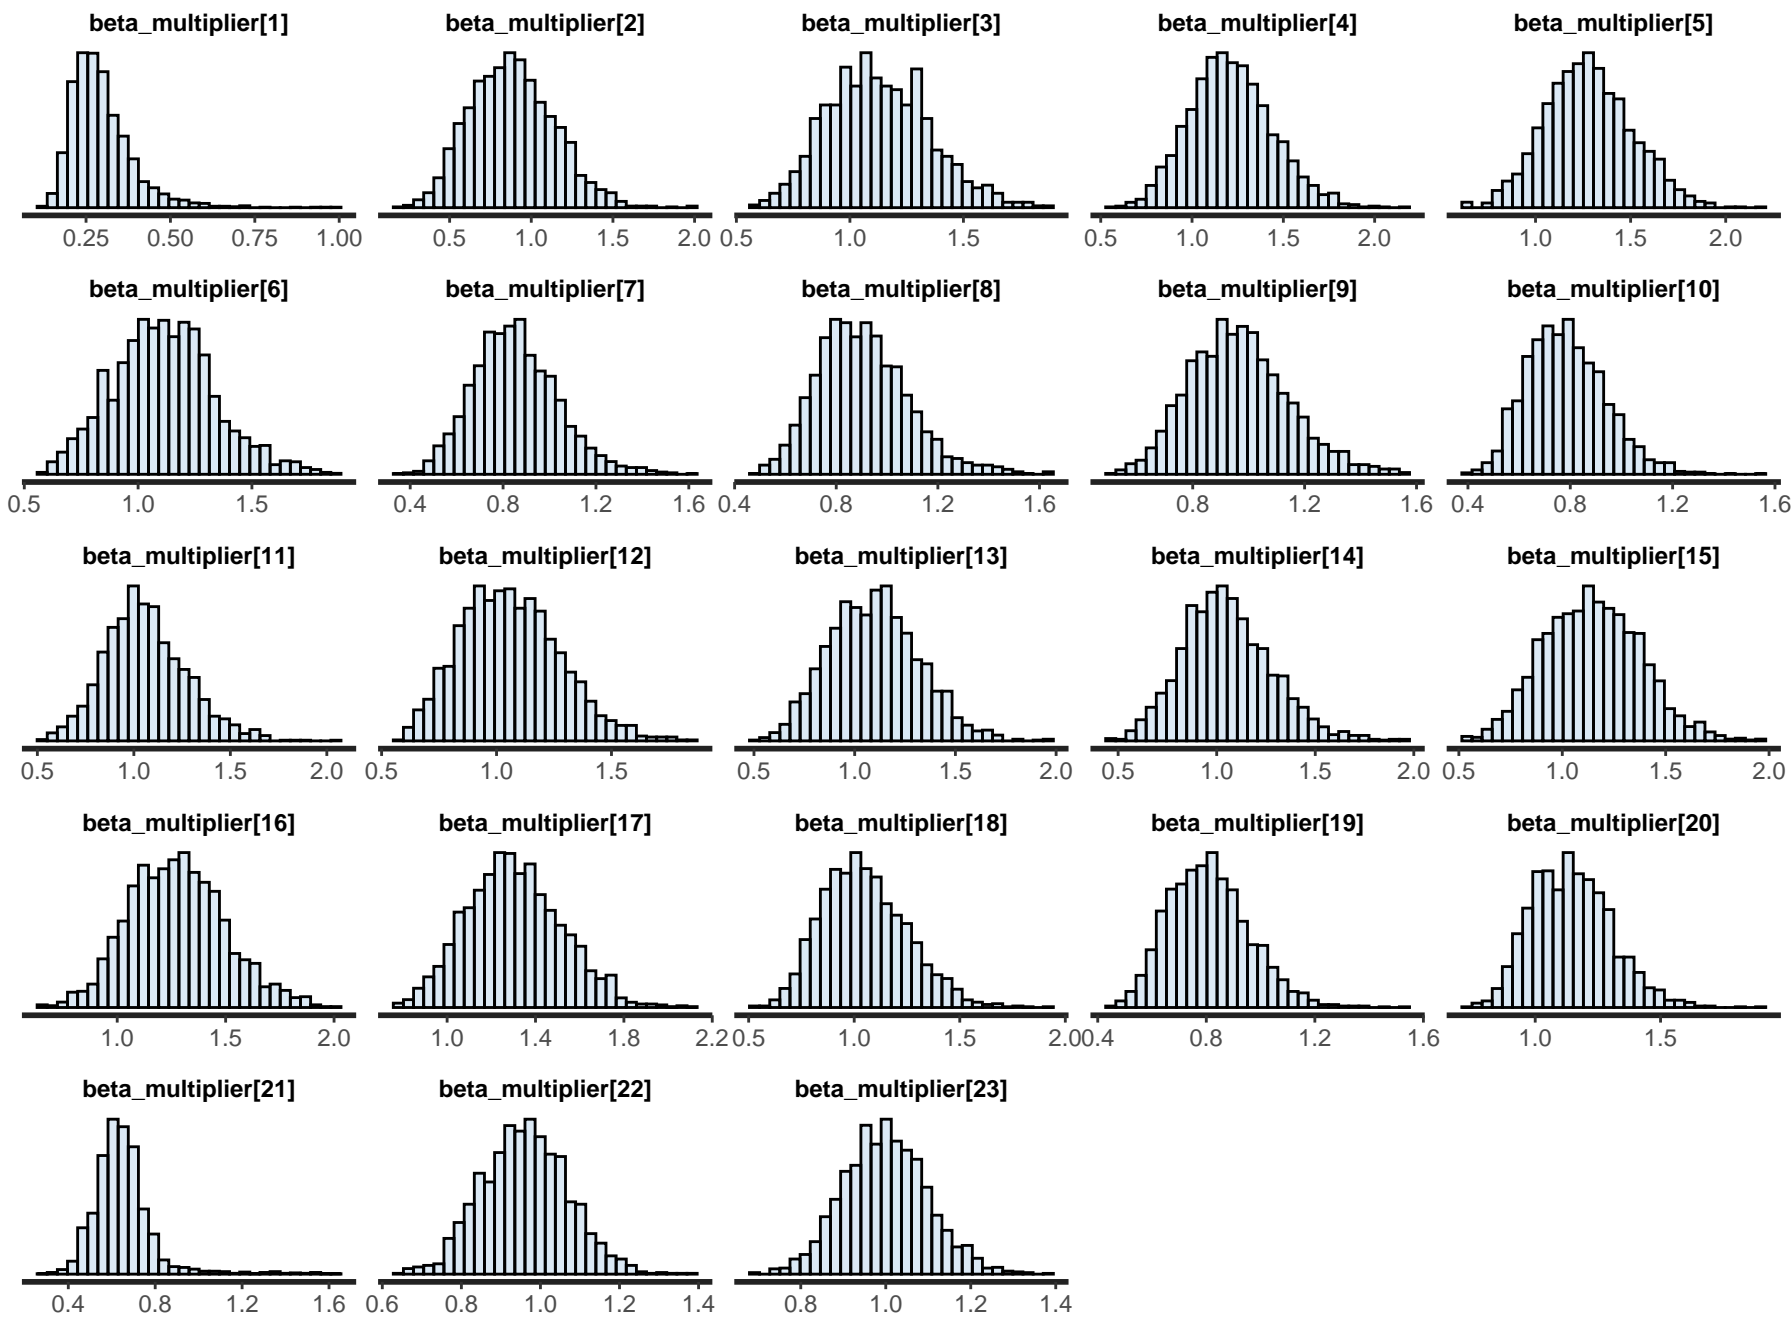 beta_multiplier[1] beta_multiplier[2] beta_multiplier[3] beta_multiplier[4] beta_multiplier[5]
0.25 0.50 0.75 1.00 0.5 1.0 1.5 2.0 0.5 1.0 1.5 0.5 1.0 1.5 2.0 1.0 1.5 2.0
beta_multiplier[6] beta_multiplier[7] beta_multiplier[8] beta_multiplier[9] beta_multiplier[10]
0.5 1.0 1.5 0.4 0.8 1.2 1.6 0.4 0.8 1.2 1.6 0.8 1.2 1.6 0.4 0.8 1.2 1.6
beta_multiplier[11] beta_multiplier[12] beta_multiplier[13] beta_multiplier[14] beta_multiplier[15]
0.5 1.0 1.5 2.0 0.5 1.0 1.5 0.5 1.0 1.5 2.0 0.5 1.0 1.5 2.0 0.5 1.0 1.5 2.0
beta_multiplier[16] beta_multiplier[17] beta_multiplier[18] beta_multiplier[19] beta_multiplier[20]
1.0 1.5 2.0 1.0 1.4 1.8 2.2 0.5 1.0 1.5 2.0 0.4 0.8 1.2 1.6 1.0 1.5
beta_multiplier[21] beta_multiplier[22] beta_multiplier[23]
0.4 0.8 1.2 1.6 0.6 0.8 1.0 1.2 1.4 0.8 1.0 1.2 1.4